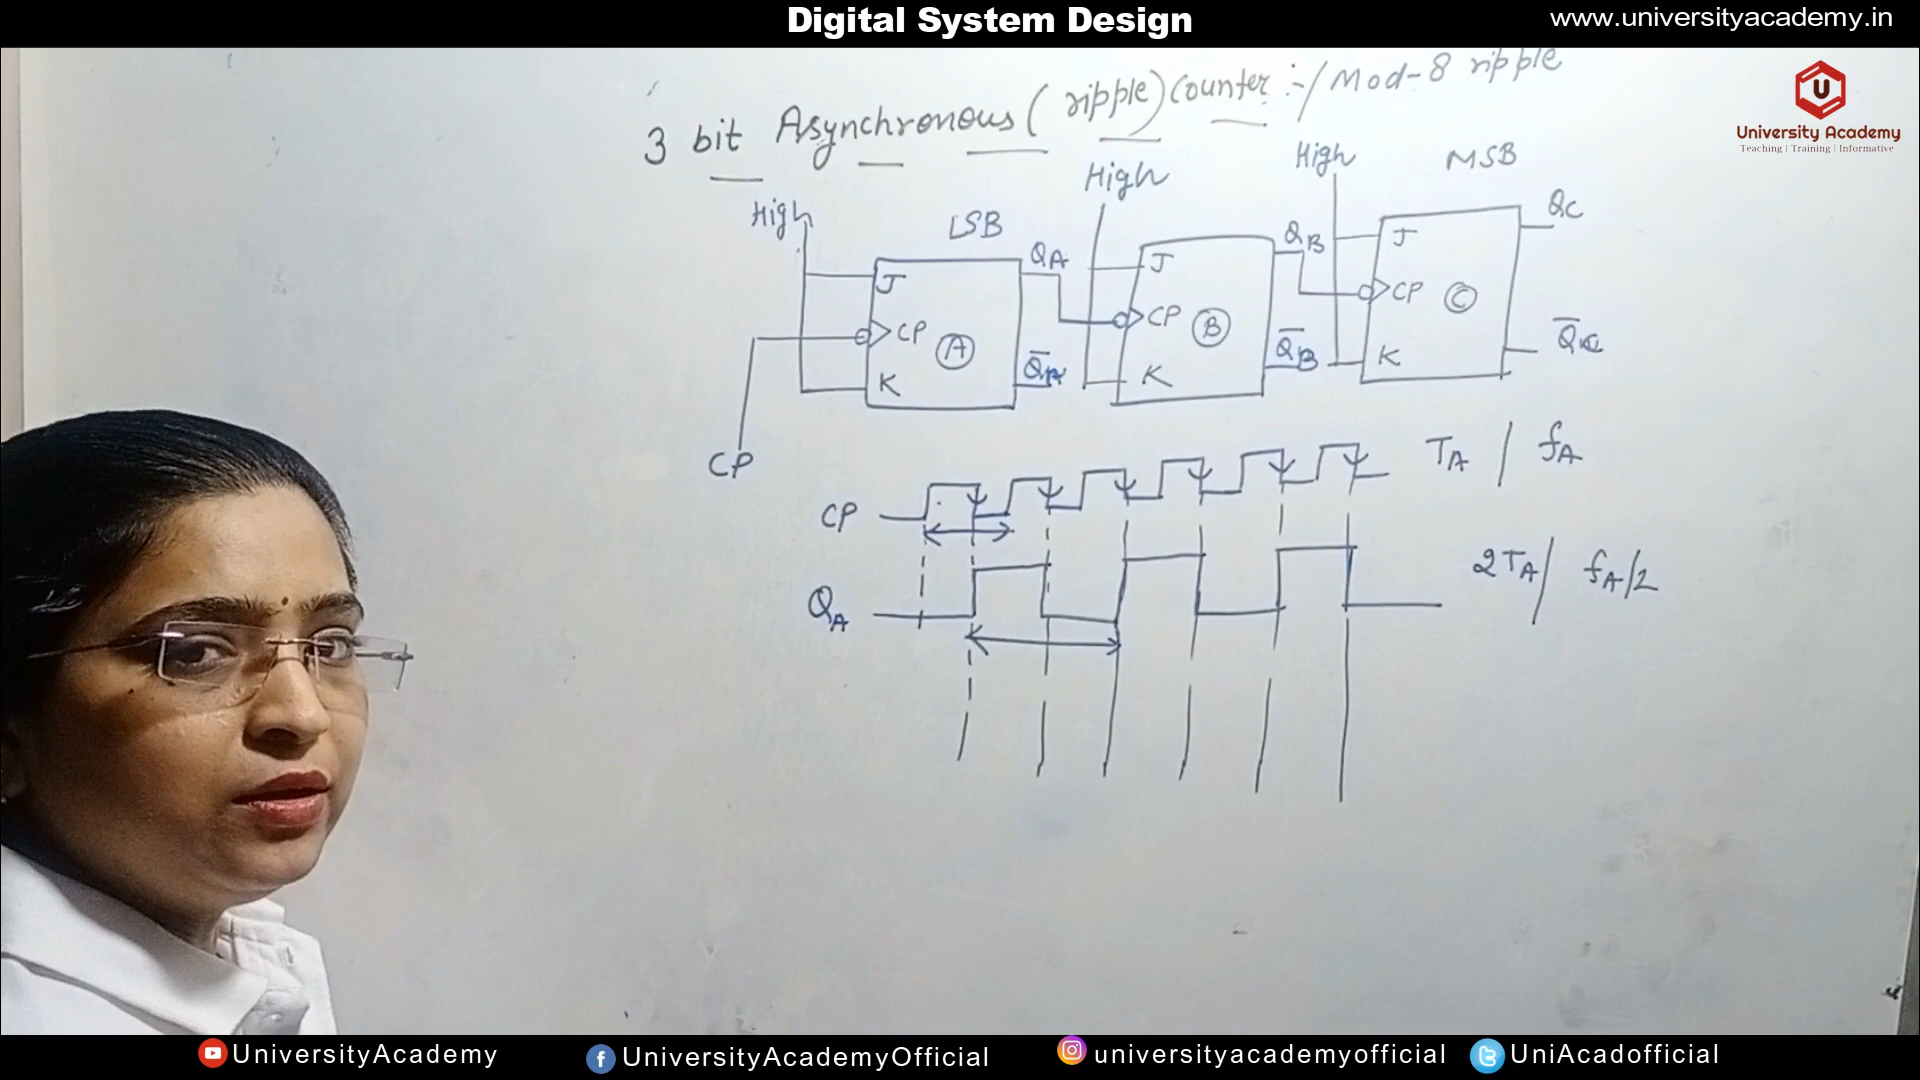 Digital System Design
www.universityacademy.in
3 bit Asynchronous (ripple) Counter :-/ Mod-8 ripple
U
University Academy
Teaching | Training | Informative
High LSB High High MSB
J CP K A QA Q̅A
J CP K B QB Q̅B
J CP K C QC Q̅C
CP
CP TA / fA
QA 2TA / fA/2
UniversityAcademy
UniversityAcademyOfficial
universityacademyofficial
UniAcadofficial